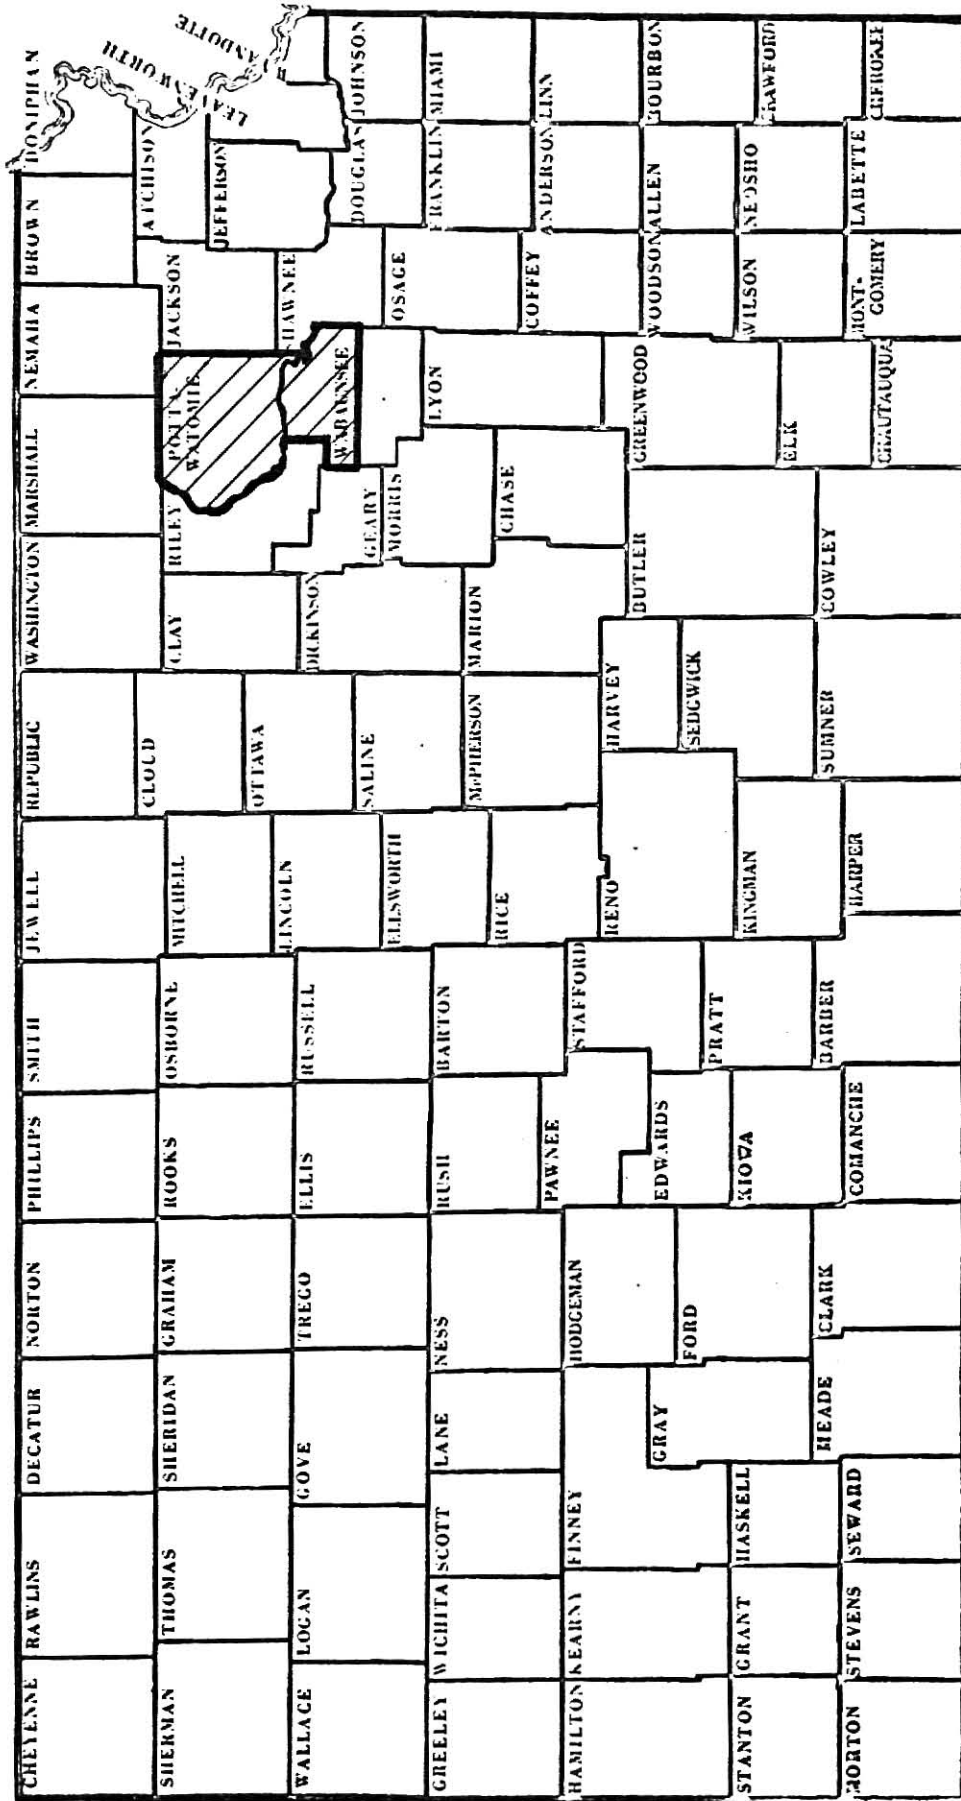 CHEYENNE
RAWLINS
DECATUR
NORTON
PHILLIPS
SMITH
JEWELL
REPUBLIC
WASHINGTON
MARSHALL
NEMAHA
BROWN
DONIPHAN
SHERMAN
THOMAS
SHERIDAN
GRAHAM
ROOKS
OSBORNE
MITCHELL
CLOUD
CLAY
RILEY
POTTA-
WATOMIE
JACKSON
ATCHISON
JEFFERSON
LEAVENWORTH
ANDOTTE
WALLACE
LOGAN
GOVE
TREGO
ELLIS
RUSSELL
LINCOLN
OTTAWA
SALINE
DICKINSON
GEARY
WABAUNSEE
SHAWNEE
DOUGLAS
JOHNSON
GREELEY
WICHITA
SCOTT
LANE
NESS
RUSH
BARTON
ELLSWORTH
RICE
McPHERSON
MARION
MORRIS
CHASE
LYON
OSAGE
COFFEY
FRANKLIN
MIAMI
ANDERSON
LINN
HAMILTON
KEARNY
FINNEY
HODGEMAN
PAWNEE
STAFFORD
RENO
HARVEY
BUTLER
GREENWOOD
WOODSON
ALLEN
BOURBON
GRAY
FORD
EDWARDS
PRATT
KINGMAN
SEDGWICK
ELK
WILSON
NEOSHO
CRAWFORD
STANTON
GRANT
HASKELL
MEADE
CLARK
KIOWA
BARBER
HARPER
SUMNER
COWLEY
CHAUTAUQUA
MONT-
GOMERY
LABETTE
CHEROKEE
MORTON
STEVENS
SEWARD
COMANCHE